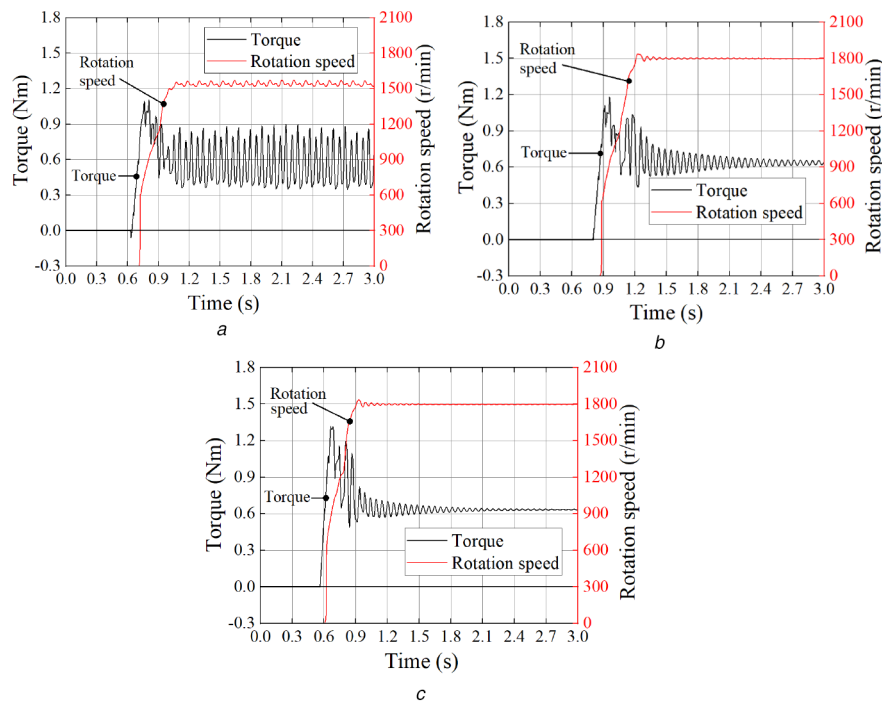 1.8
1.5
1.2
0.9
0.6
0.3
0.0
-0.3
Torque (Nm)
Torque
Rotation speed
Rotation
speed
Torque
2100
1800
1500
1200
900
600
300
0
Rotation speed (r/min)
0.0 0.3 0.6 0.9 1.2 1.5 1.8 2.1 2.4 2.7 3.0
Time (s)
a
1.8
1.5
1.2
0.9
0.6
0.3
0.0
-0.3
Torque (Nm)
Rotation
speed
Torque
Torque
Rotation speed
2100
1800
1500
1200
900
600
300
0
Rotation speed (r/min)
0.0 0.3 0.6 0.9 1.2 1.5 1.8 2.1 2.4 2.7 3.0
Time (s)
b
1.8
1.5
1.2
0.9
0.6
0.3
0.0
-0.3
Torque (Nm)
Rotation
speed
Torque
Torque
Rotation speed
2100
1800
1500
1200
900
600
300
0
Rotation speed (r/min)
0.0 0.3 0.6 0.9 1.2 1.5 1.8 2.1 2.4 2.7 3.0
Time (s)
c